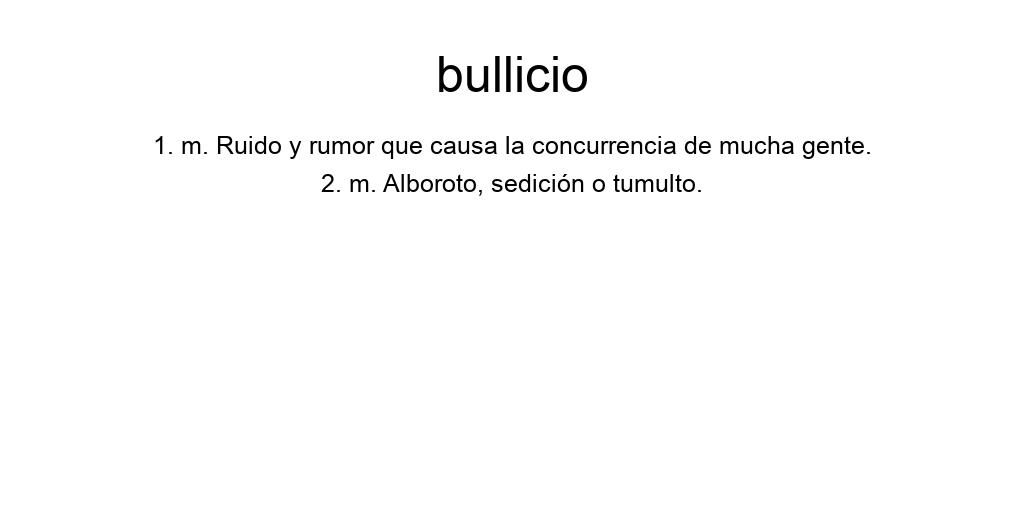 bullicio
1. m. Ruido y rumor que causa la concurrencia de mucha gente.
2. m. Alboroto, sedición o tumulto.